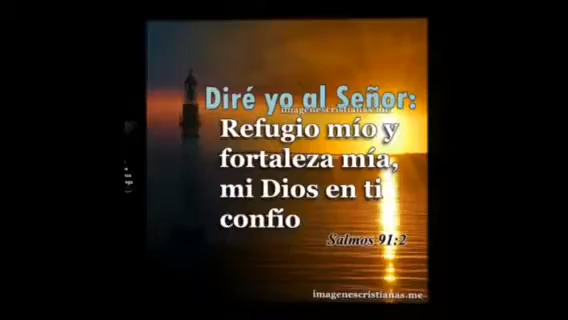 Diré yo al Señor:
imagenescristianas.me
Refugio mío y
fortaleza mía,
mi Dios en ti
confío
Salmos 91:2
imagenescristianas.me